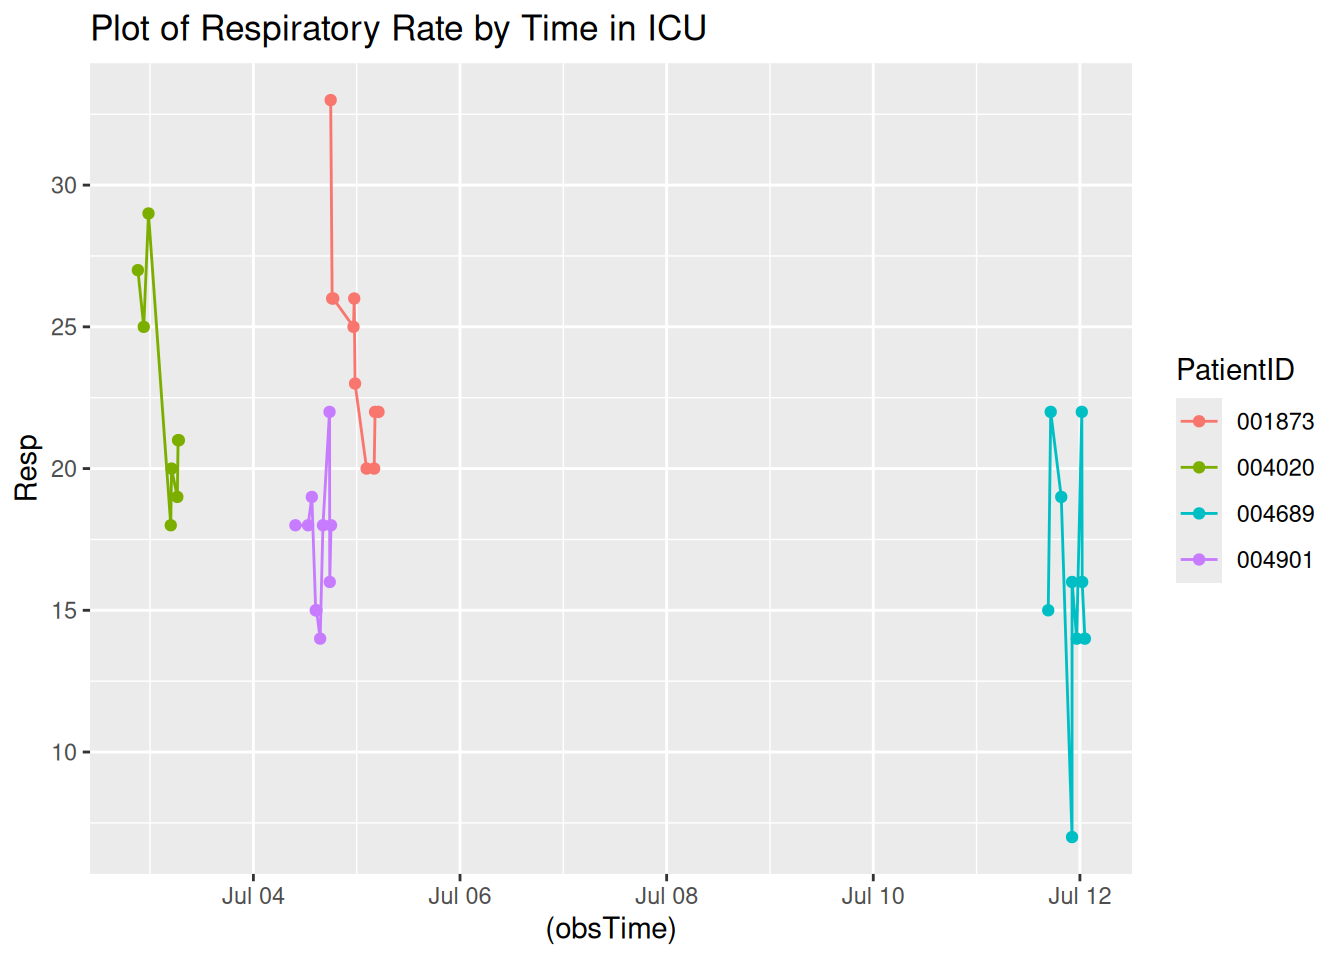 Plot of Respiratory Rate by Time in ICU
30
25
20
15
10
Resp
Jul 04
Jul 06
Jul 08
Jul 10
Jul 12
(obsTime)
PatientID
001873
004020
004689
004901